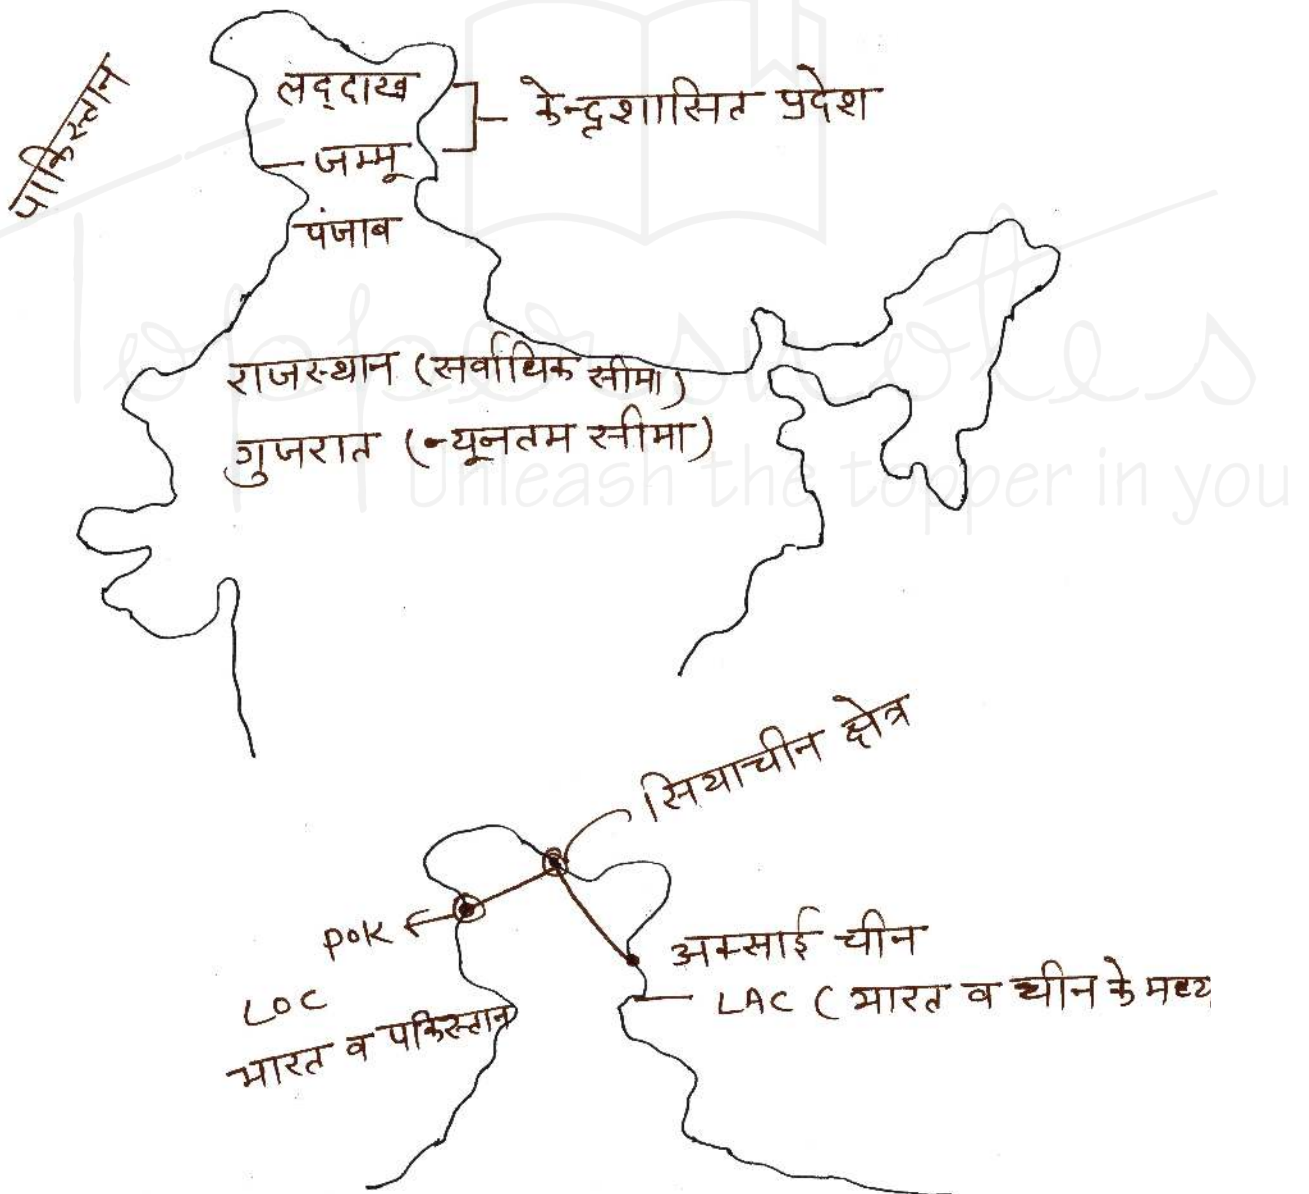 पाकिस्तान
लद्दाख
केन्द्रशासित प्रदेश
जम्मू
पंजाब
Toppersnotes
राजस्थान (सर्वाधिक सीमा)
गुजरात (न्यूनतम सीमा)
Unleash the topper in you
सियाचीन क्षेत्र
POK
अक्साई चीन
LOC
LAC (भारत व चीन के मध्य
भारत व पकिस्तान